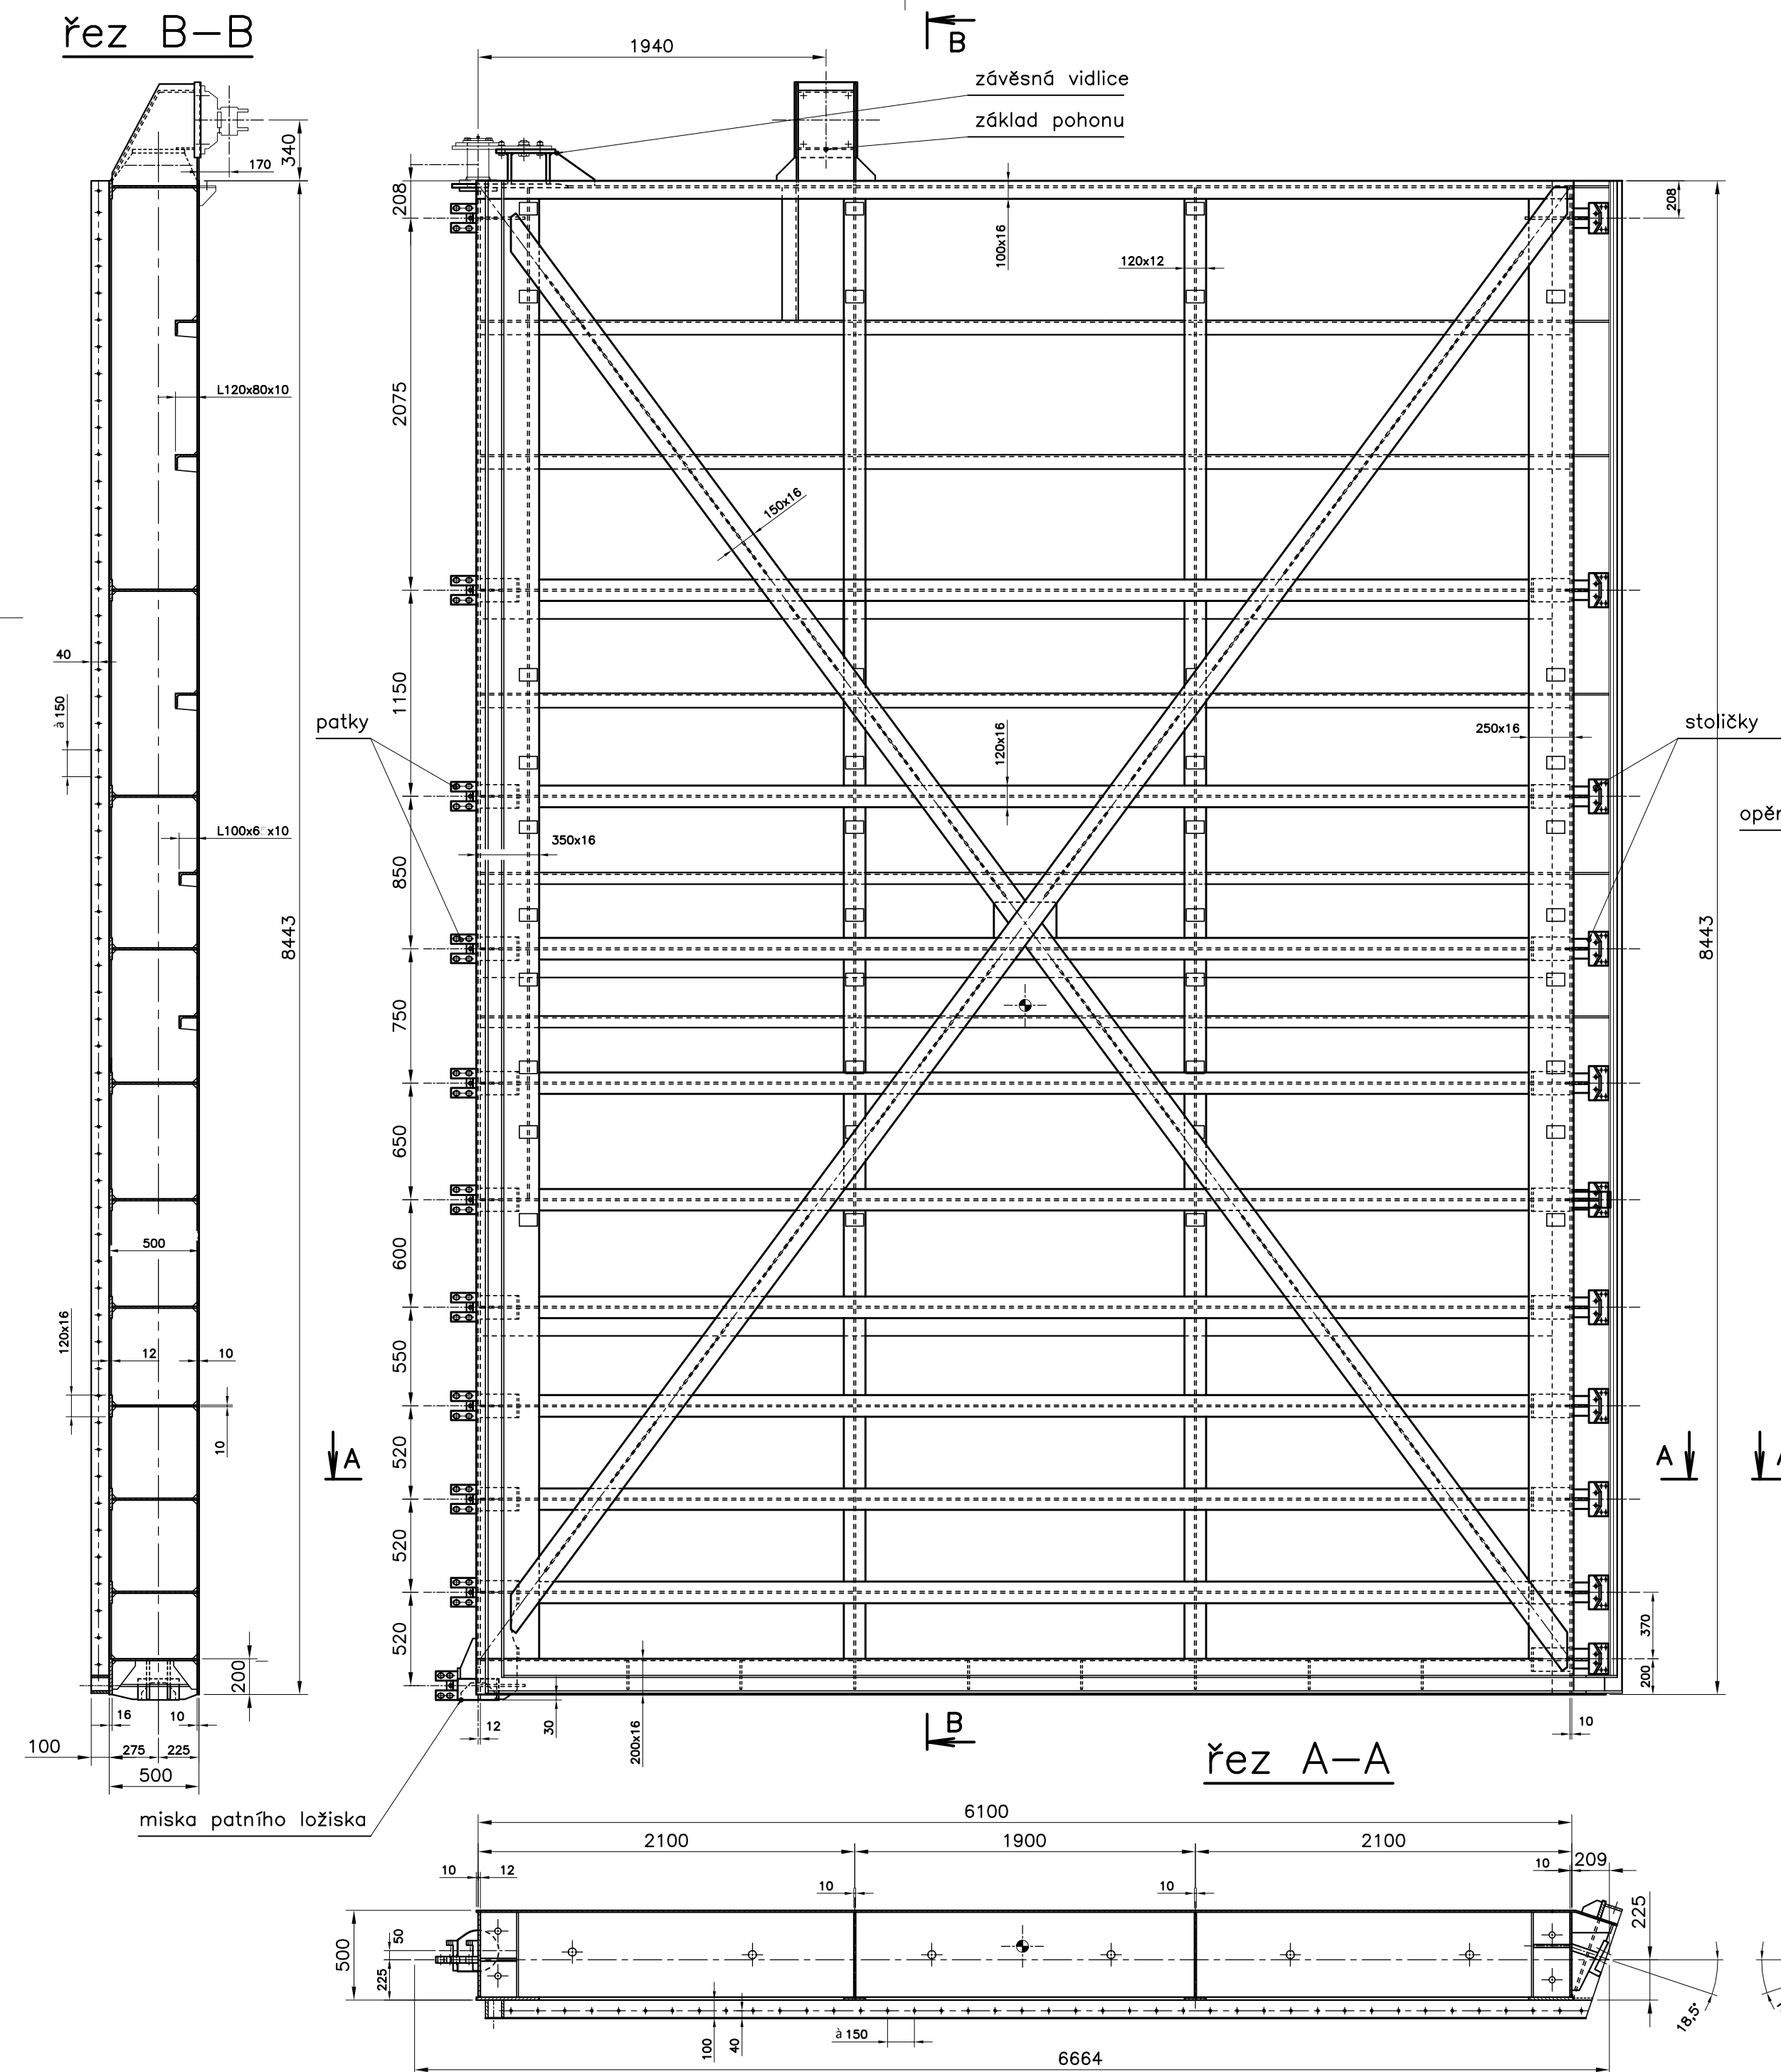 řez B–B
B
1940
závěsná vidlice
základ pohonu
340
170
208
208
100x16
120x12
L120x80x10
2075
150x16
40
à 150
1150
patky
120x16
250x16
stoličky
L100x6 x10
350x16
850
8443
8443
750
650
500
600
120x16
12
10
550
10
520
A
A
520
370
520
200
200
16
10
12
30
200x16
B
10
100
275
225
500
řez A–A
miska patního ložiska
6100
2100
1900
2100
10
12
10
10
10
209
500
50
225
225
18,5°
100
40
à 150
6664